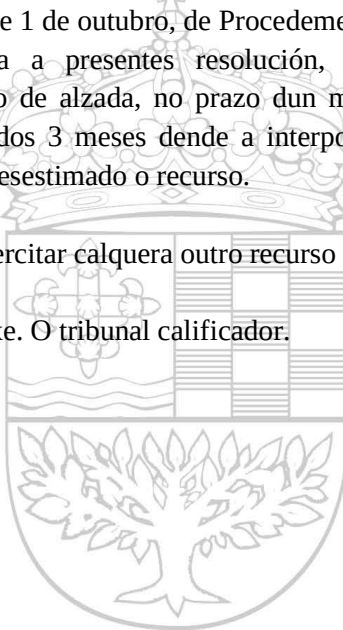 e 1 de outubro, de Procedeme
a a presentes resolución,
o de alzada, no prazo dun m
dos 3 meses dende a interpo
esestimado o recurso.
ercitar calquera outro recurso
e. O tribunal calificador.